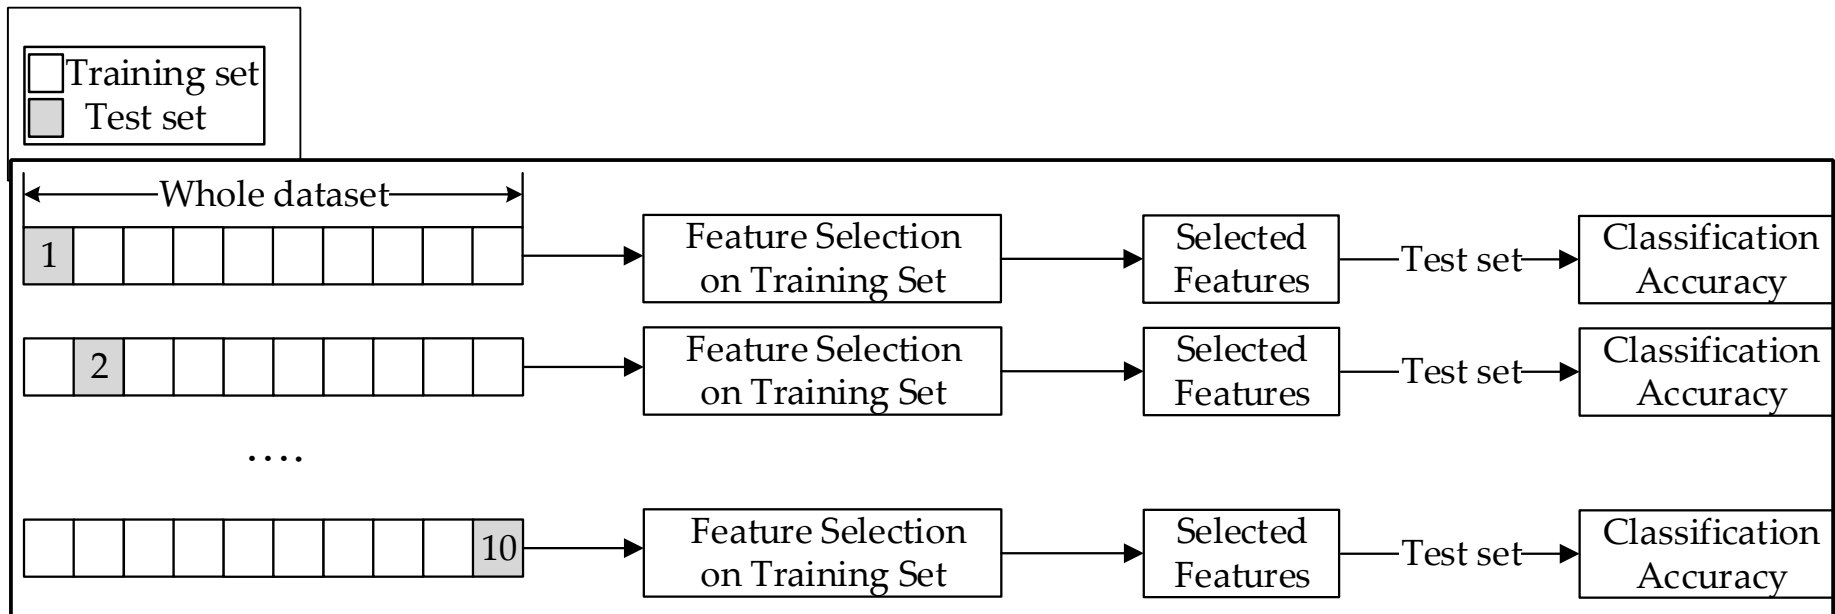 Training set
Test set
Whole dataset
1
Feature Selection
on Training Set
Selected
Features
Test set
Classification
Accuracy
2
Feature Selection
on Training Set
Selected
Features
Test set
Classification
Accuracy
....
10
Feature Selection
on Training Set
Selected
Features
Test set
Classification
Accuracy